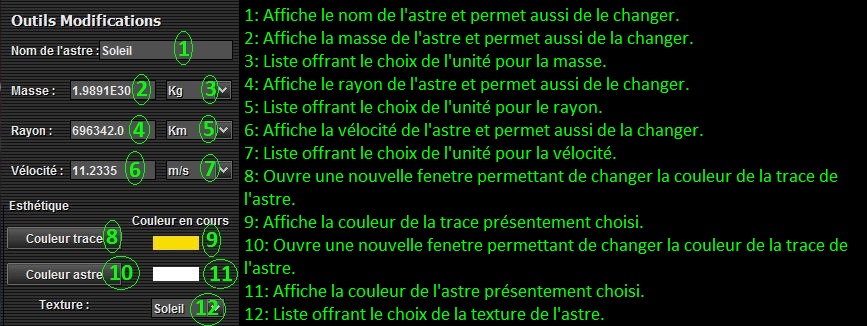 Outils Modifications
Nom de l'astre : Soleil 1
Masse : 1.9891E30 2 Kg 3
Rayon : 696342.0 4 Km 5
Vélocité : 11.2335 6 m/s 7
Esthétique
Couleur en cours
Couleur trace 8 9
Couleur astre 10 11
Texture : Soleil 12
1: Affiche le nom de l'astre et permet aussi de le changer.
2: Affiche la masse de l'astre et permet aussi de la changer.
3: Liste offrant le choix de l'unité pour la masse.
4: Affiche le rayon de l'astre et permet aussi de le changer.
5: Liste offrant le choix de l'unité pour le rayon.
6: Affiche la vélocité de l'astre et permet aussi de la changer.
7: Liste offrant le choix de l'unité pour la vélocité.
8: Ouvre une nouvelle fenetre permettant de changer la couleur de la trace de
l'astre.
9: Affiche la couleur de la trace présentement choisi.
10: Ouvre une nouvelle fenetre permettant de changer la couleur de la trace de
l'astre.
11: Affiche la couleur de l'astre présentement choisi.
12: Liste offrant le choix de la texture de l'astre.